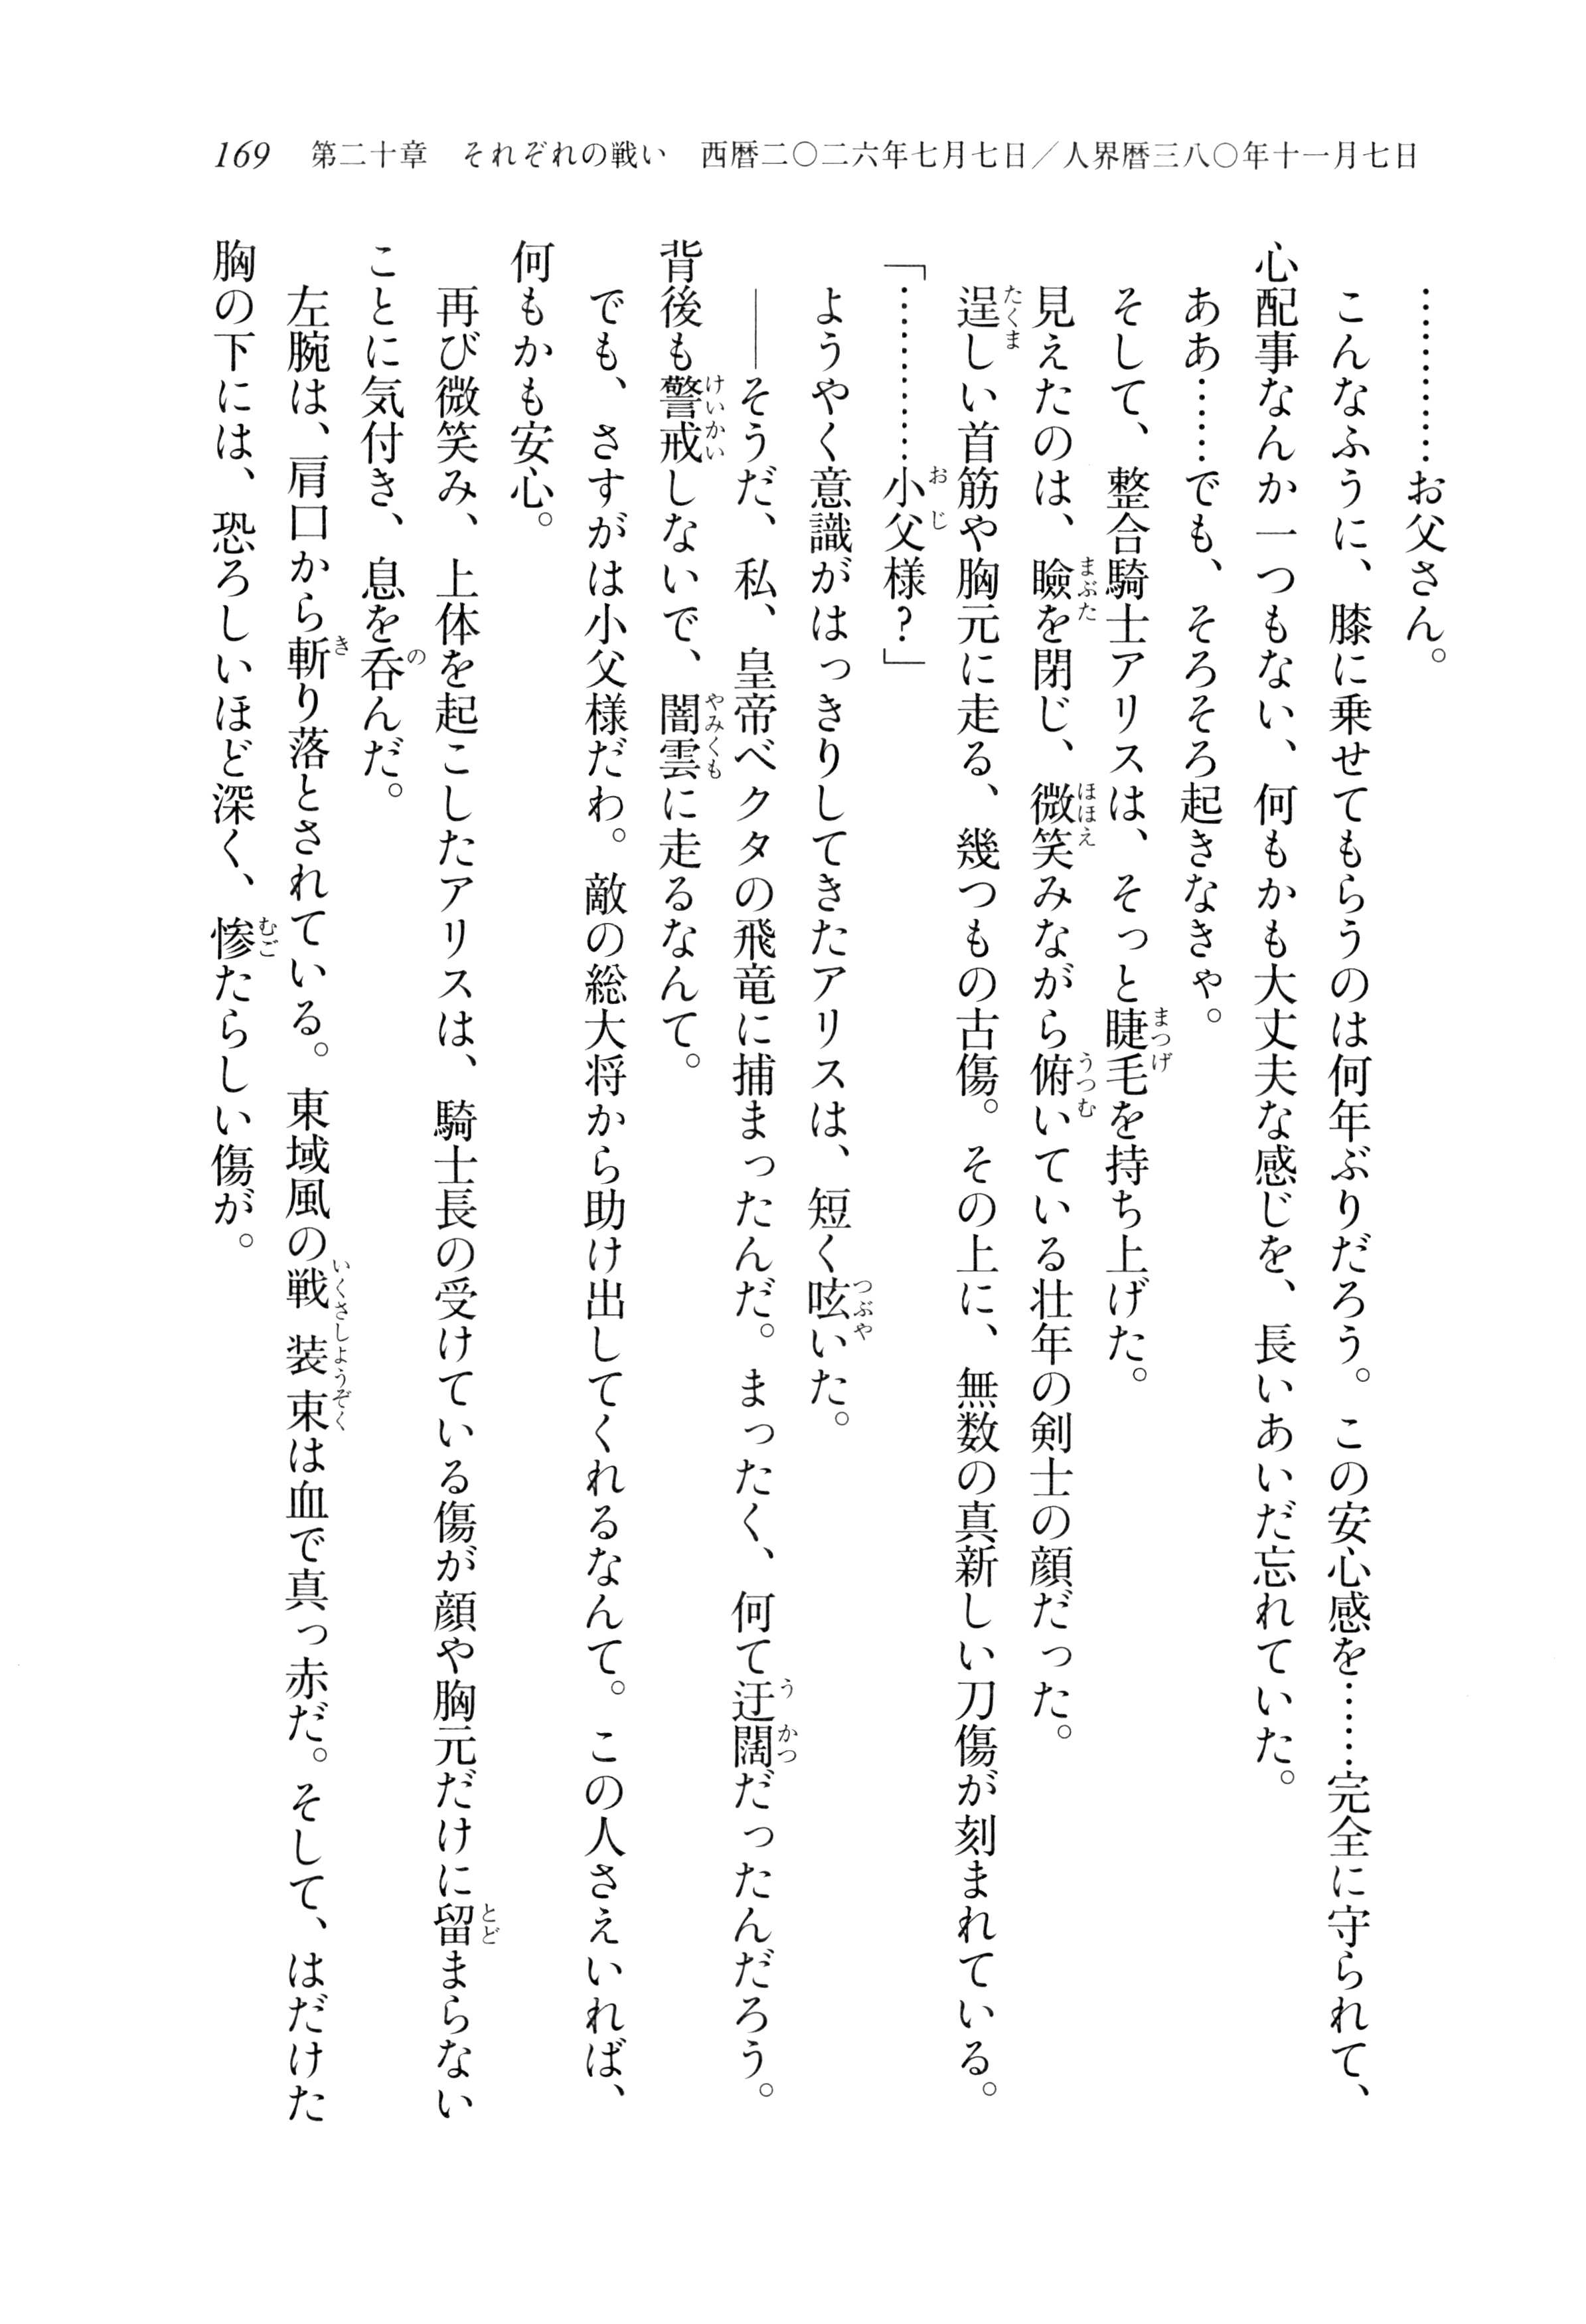 169 第二十章 それぞれの戦い 西暦二〇二六年七月七日／人界暦三八〇年十一月七日
…………お父さん。
こんなふうに、膝に乗せてもらうのは何年ぶりだろう。この安心感を……完全に守られて、
心配事なんか一つもない、何もかも大丈夫な感じを、長いあいだ忘れていた。
ああ……でも、そろそろ起きなきゃ。
そして、整合騎士アリスは、そっと睫毛を持ち上げた。
見えたのは、瞼を閉じ、微笑みながら俯いている壮年の剣士の顔だった。
逞しい首筋や胸元に走る、幾つもの古傷。その上に、無数の真新しい刀傷が刻まれている。
「…………小父様？」
ようやく意識がはっきりしてきたアリスは、短く呟いた。
――そうだ、私、皇帝ベクタの飛竜に捕まったんだ。まったく、何て迂闊だったんだろう。
背後も警戒しないで、闇雲に走るなんて。
でも、さすがは小父様だわ。敵の総大将から助け出してくれるなんて。この人さえいれば、
何もかも安心。
再び微笑み、上体を起こしたアリスは、騎士長の受けている傷が顔や胸元だけに留まらない
ことに気付き、息を呑んだ。
左腕は、肩口から斬り落とされている。東域風の戦装束は血で真っ赤だ。そして、はだけた
胸の下には、恐ろしいほど深く、惨たらしい傷が。